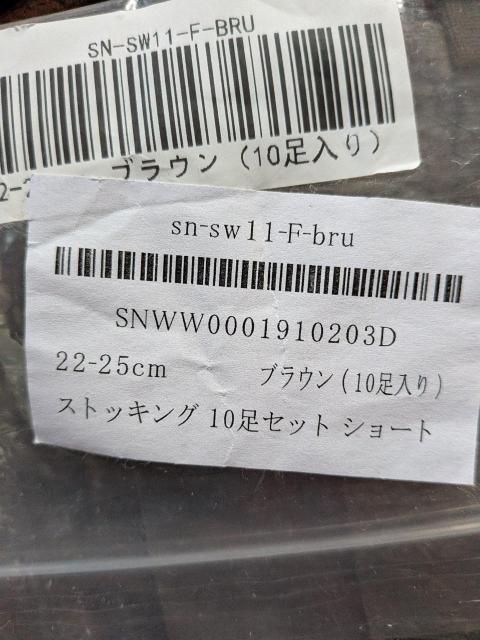 SN-SW11-F-BRU
ブラウン (10足入り)
sn-sw11-F-bru
SNWW0001910203D
22-25cm ブラウン (10足入り)
ストッキング 10足セット ショート